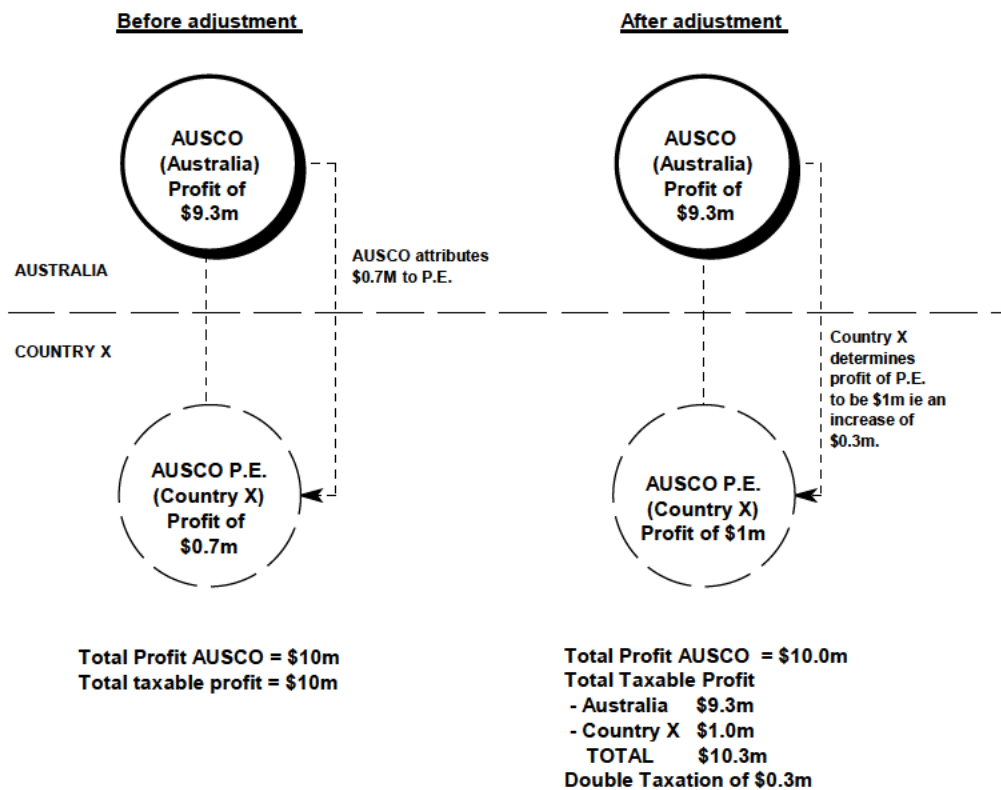 Before adjustment
AUSCO
(Australia)
Profit of
$9.3m
AUSCO attributes
$0.7M to P.E.
AUSTRALIA
COUNTRY X
AUSCO P.E.
(Country X)
Profit of
$0.7m
Total Profit AUSCO = $10m
Total taxable profit = $10m
After adjustment
AUSCO
(Australia)
Profit of
$9.3m
Country X
determines
profit of P.E.
to be $1m ie an
increase of
$0.3m.
AUSCO P.E.
(Country X)
Profit of $1m
Total Profit AUSCO = $10.0m
Total Taxable Profit
- Australia $9.3m
- Country X $1.0m
TOTAL $10.3m
Double Taxation of $0.3m